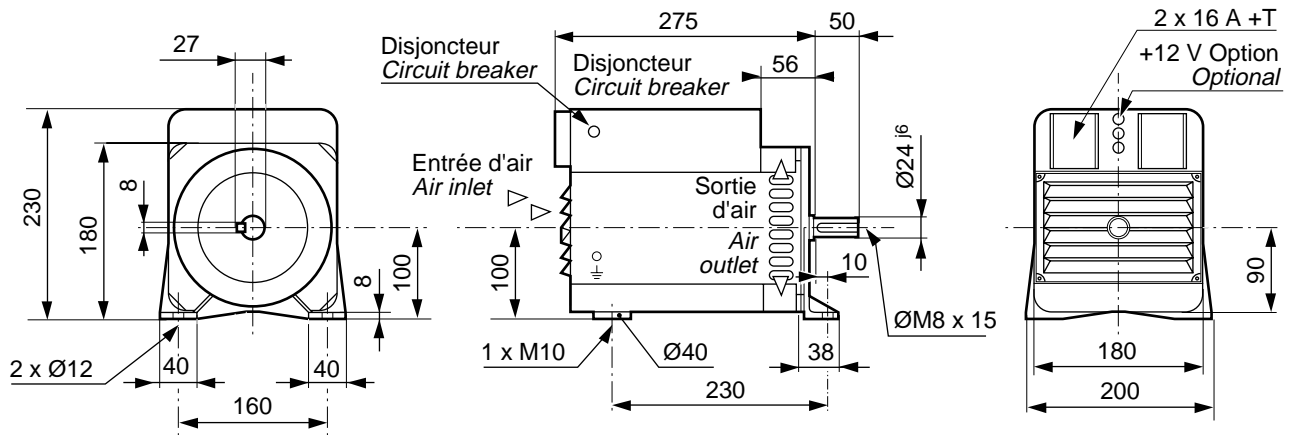 27
230
180
8
8
100
2 x Ø12
40
40
160
275
50
Disjoncteur
Circuit breaker
Disjoncteur
Circuit breaker
56
Entrée d'air
Air inlet
Sortie
d'air
Air
outlet
Ø24 j6
100
10
ØM8 x 15
1 x M10
Ø40
38
230
2 x 16 A +T
+12 V Option
Optional
90
180
200